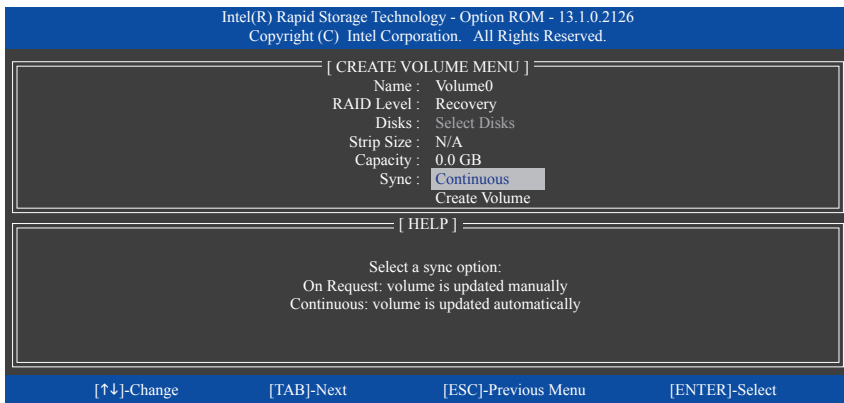 Intel(R) Rapid Storage Technology - Option ROM - 13.1.0.2126
Copyright (C) Intel Corporation. All Rights Reserved.
[ CREATE VOLUME MENU ]
Name : Volume0
RAID Level : Recovery
Disks : Select Disks
Strip Size : N/A
Capacity : 0.0 GB
Sync : Continuous
Create Volume
[ HELP ]
Select a sync option:
On Request: volume is updated manually
Continuous: volume is updated automatically
[↑↓]-Change [TAB]-Next [ESC]-Previous Menu [ENTER]-Select